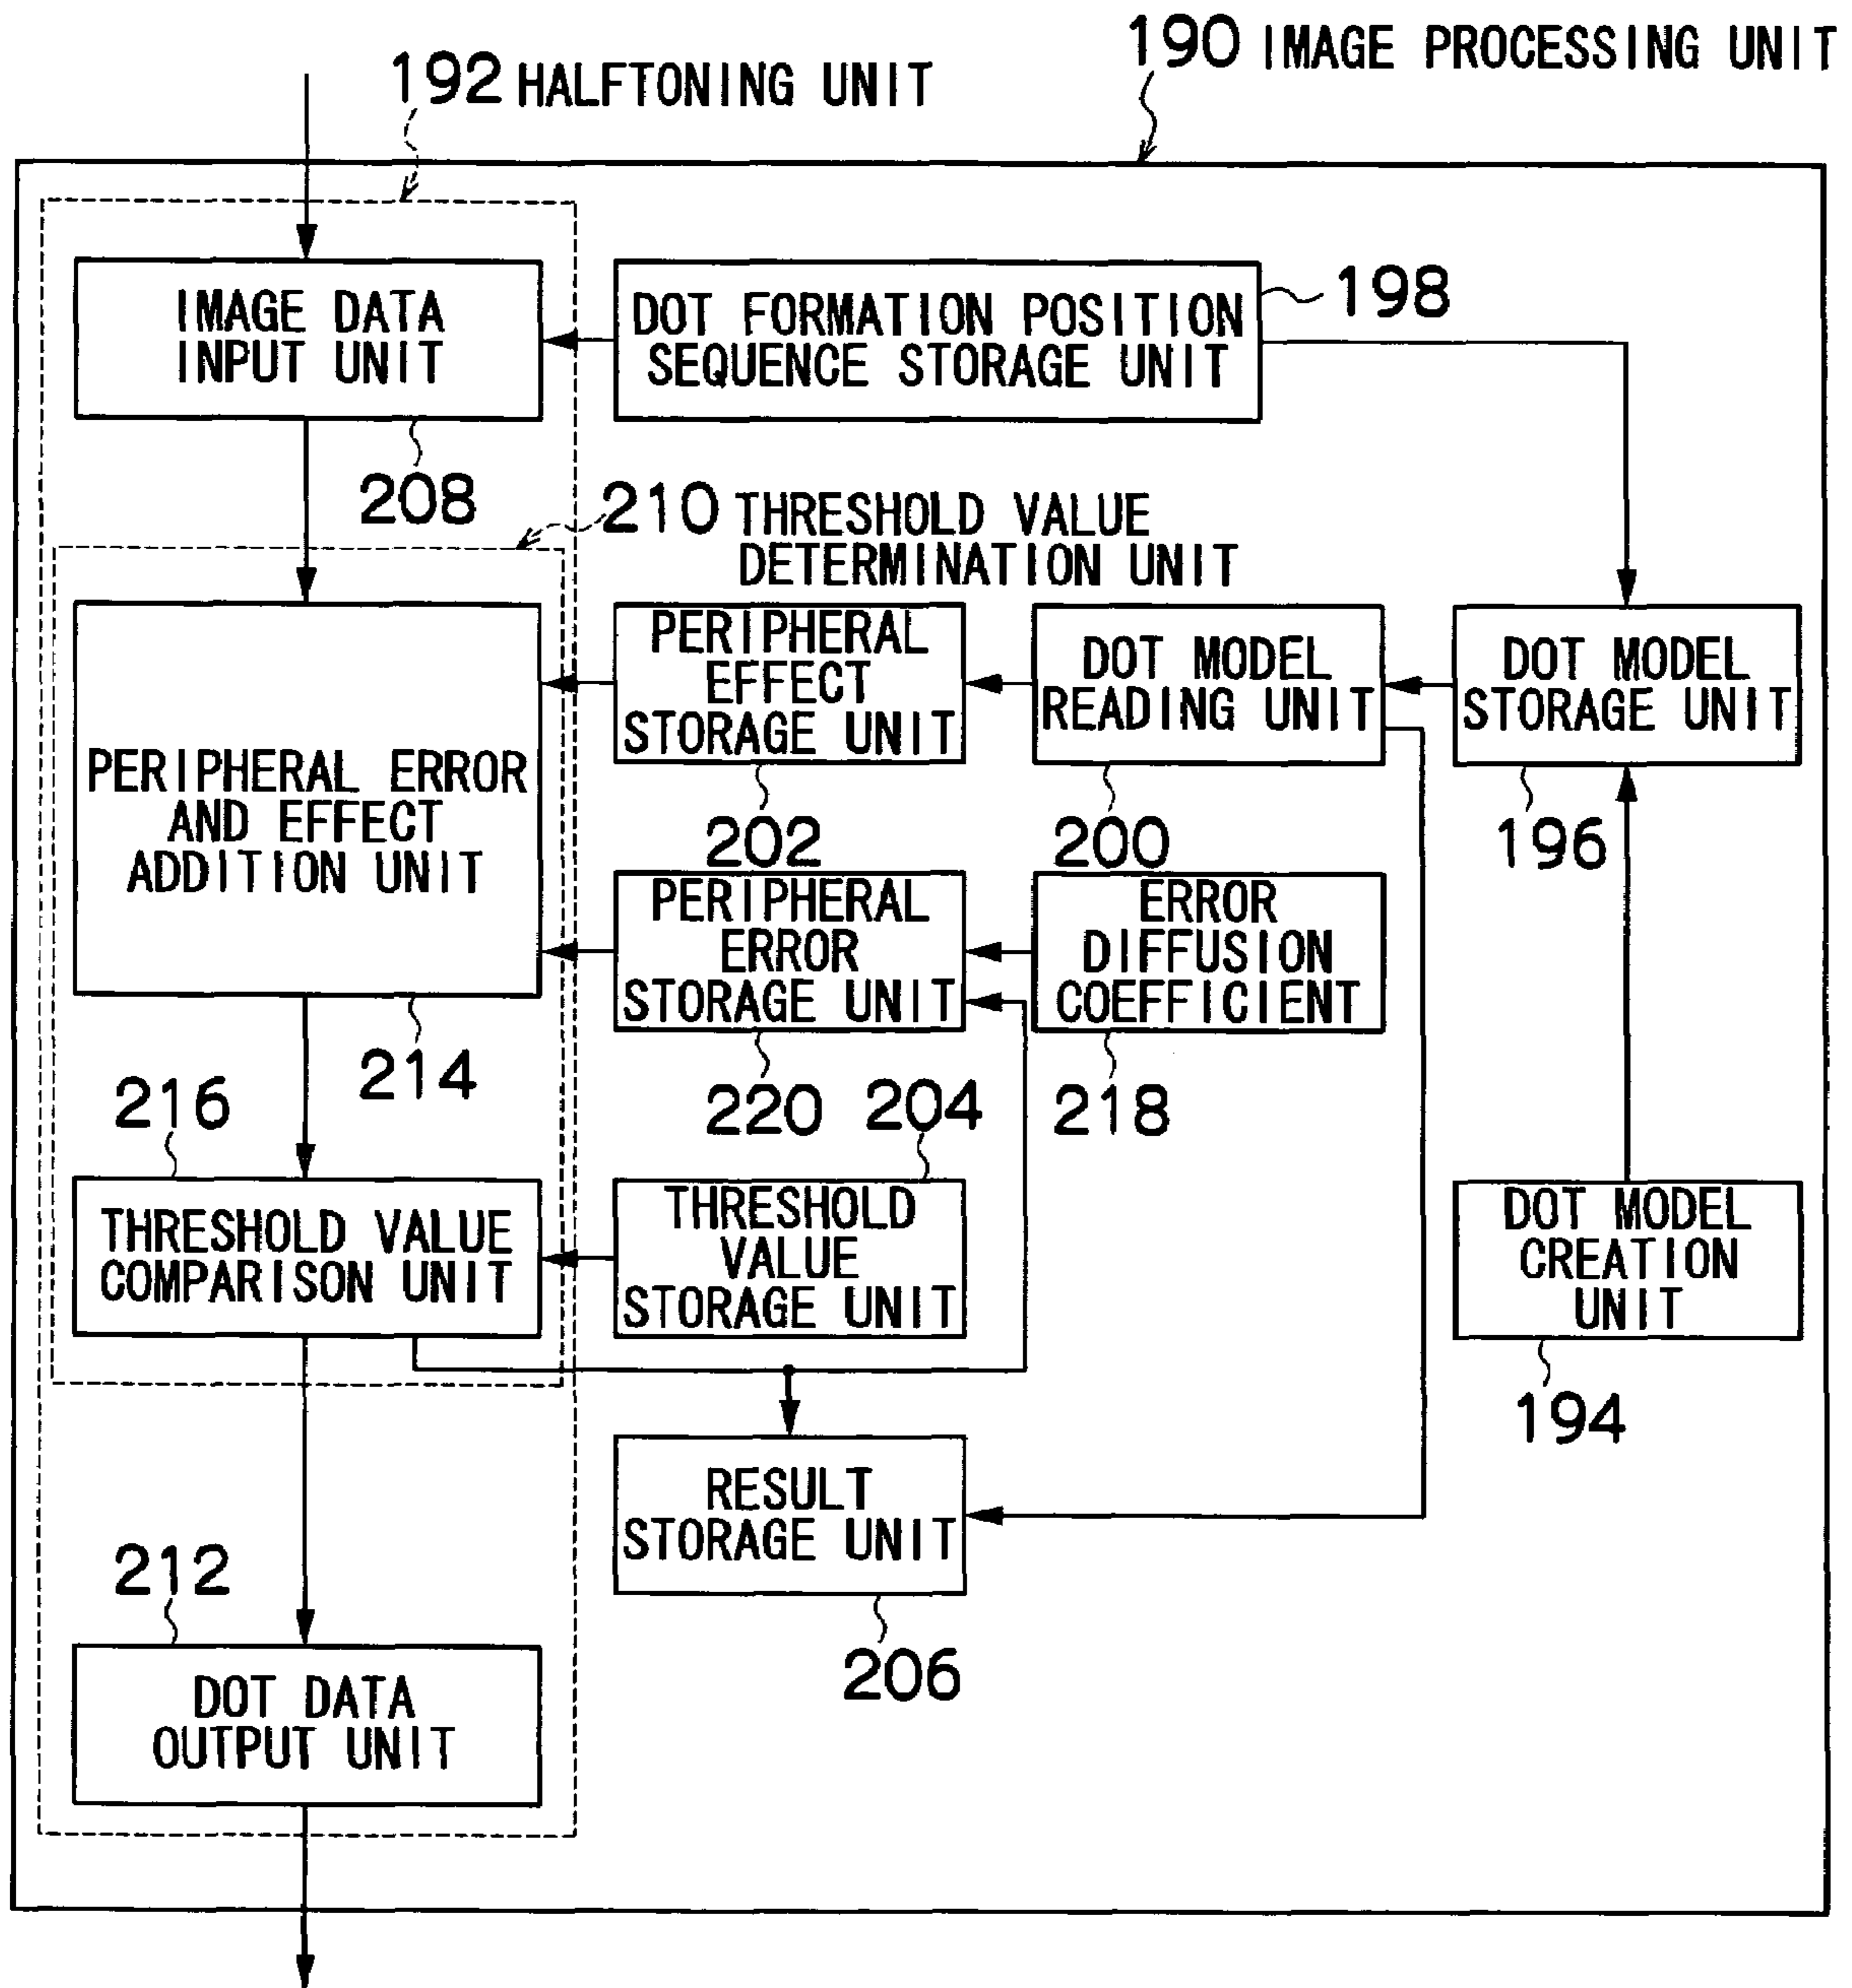 190 IMAGE PROCESSING UNIT
192 HALFTONING UNIT
IMAGE DATA
INPUT UNIT
208
DOT FORMATION POSITION
SEQUENCE STORAGE UNIT
198
210 THRESHOLD VALUE
DETERMINATION UNIT
PERIPHERAL ERROR
AND EFFECT
ADDITION UNIT
214
PERIPHERAL
EFFECT
STORAGE UNIT
202
DOT MODEL
READING UNIT
200
DOT MODEL
STORAGE UNIT
196
PERIPHERAL
ERROR
STORAGE UNIT
220
ERROR
DIFFUSION
COEFFICIENT
218
216
THRESHOLD VALUE
COMPARISON UNIT
204
THRESHOLD
VALUE
STORAGE UNIT
DOT MODEL
CREATION
UNIT
194
RESULT
STORAGE UNIT
206
212
DOT DATA
OUTPUT UNIT